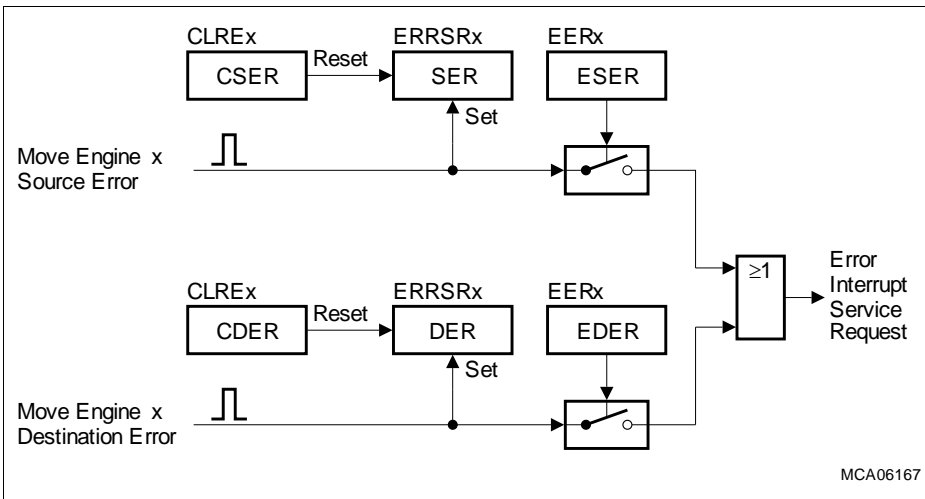 CLREx
ERRSRx
EERx
CSER
Reset
SER
ESER
Set
Move Engine x
Source Error
≥1
Error
Interrupt
Service
Request
CLREx
ERRSRx
EERx
CDER
Reset
DER
EDER
Set
Move Engine x
Destination Error
MCA06167